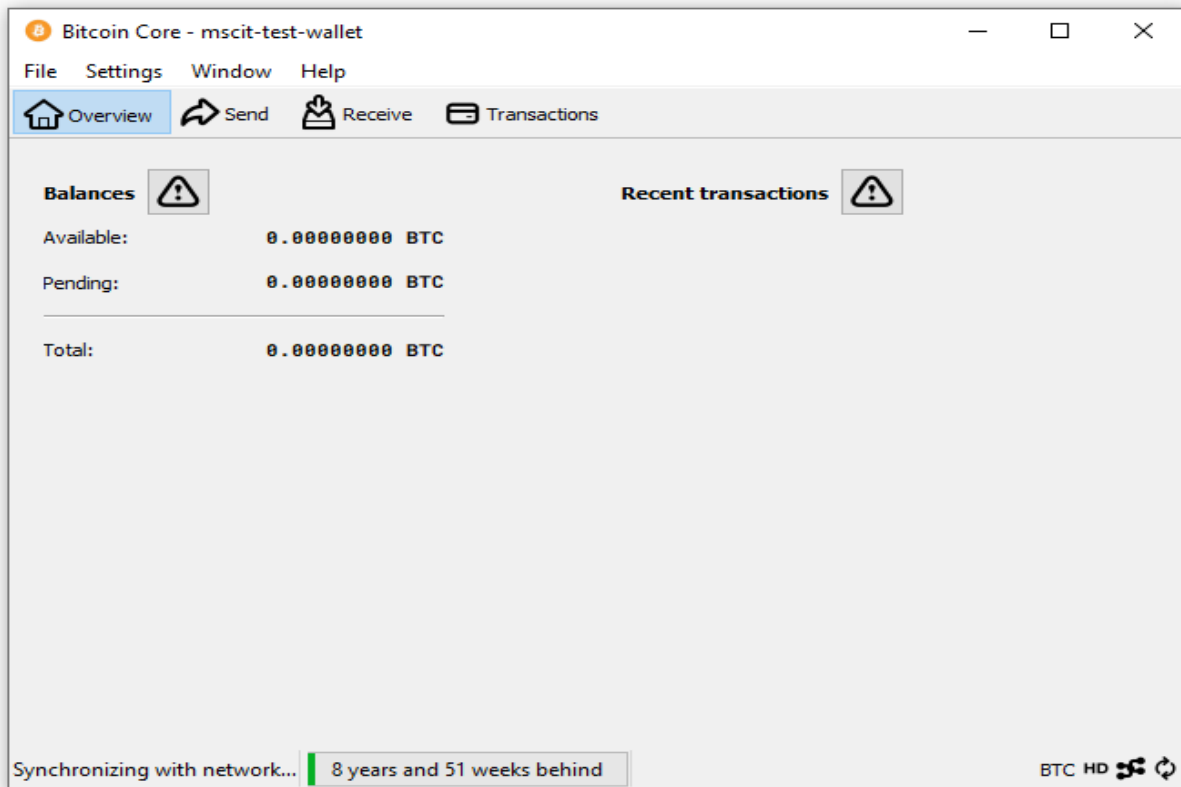 Bitcoin Core - mscit-test-wallet
File Settings Window Help
Overview Send Receive Transactions
Balances Recent transactions
Available: 0.00000000 BTC
Pending: 0.00000000 BTC
Total: 0.00000000 BTC
Synchronizing with network... 8 years and 51 weeks behind BTC HD